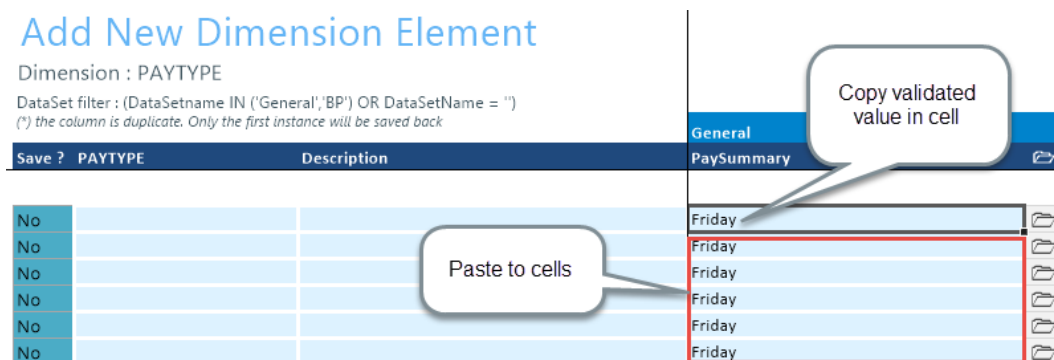 Add New Dimension Element
Dimension : PAYTYPE
DataSet filter : (DataSetname IN ('General','BP') OR DataSetName = '')
(*) the column is duplicate. Only the first instance will be saved back
Copy validated
value in cell
General
Save ? PAYTYPE Description PaySummary
No Friday
No Friday
Paste to cells
No Friday
No Friday
No Friday
No Friday